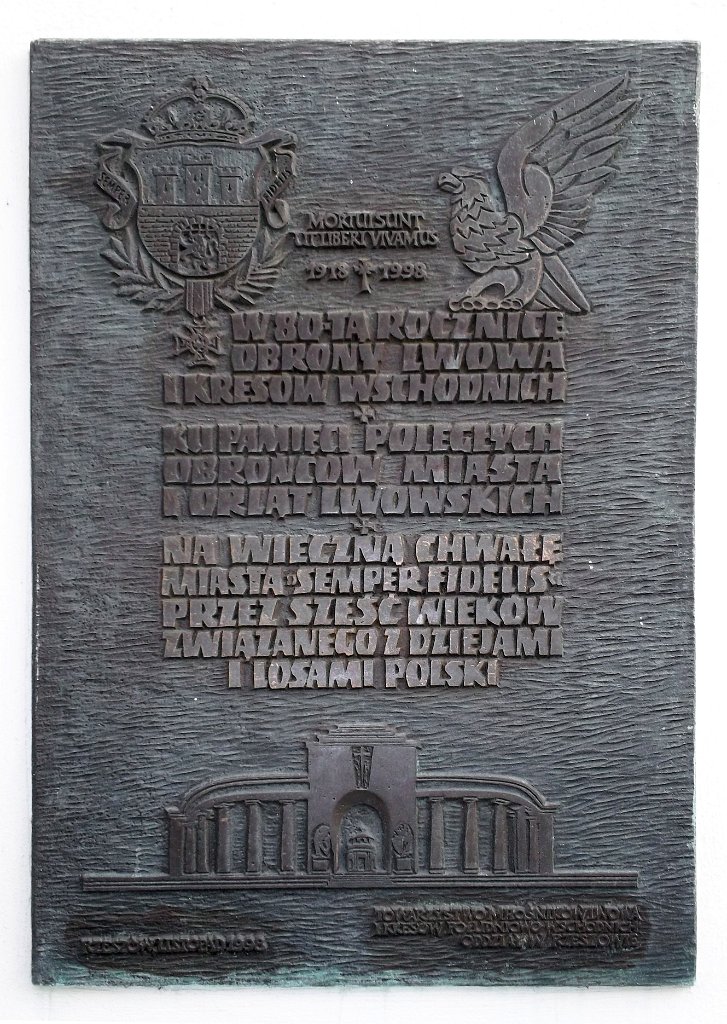 SEMPER
FIDELIS
MORTUI SUNT
UT LIBERI VIVAMUS
1918 1998
W 80-TĄ ROCZNICĘ
OBRONY LWOWA
I KRESÓW WSCHODNICH
KU PAMIĘCI POLEGŁYCH
OBROŃCÓW MIASTA
I ORLĄT LWOWSKICH
NA WIECZNĄ CHWAŁĘ
MIASTA "SEMPER FIDELIS"
PRZEZ SZEŚĆ WIEKÓW
ZWIĄZANEGO Z DZIEJAMI
I LOSAMI POLSKI
TOWARZYSTWO MIŁOŚNIKÓW LWOWA
I KRESÓW POŁUDNIOWO WSCHODNICH
ODDZIAŁ W RZESZOWIE
RZESZÓW, LISTOPAD 1998